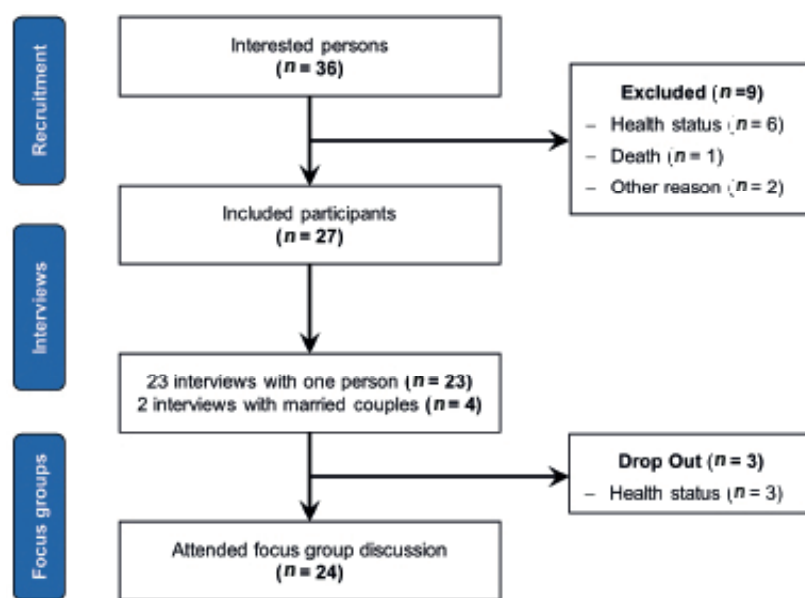 Recruitment
Interested persons
(n = 36)
Excluded (n =9)
– Health status (n = 6)
– Death (n = 1)
– Other reason (n = 2)
Included participants
(n = 27)
Interviews
23 interviews with one person (n = 23)
2 interviews with married couples (n = 4)
Focus groups
Drop Out (n = 3)
– Health status (n = 3)
Attended focus group discussion
(n = 24)